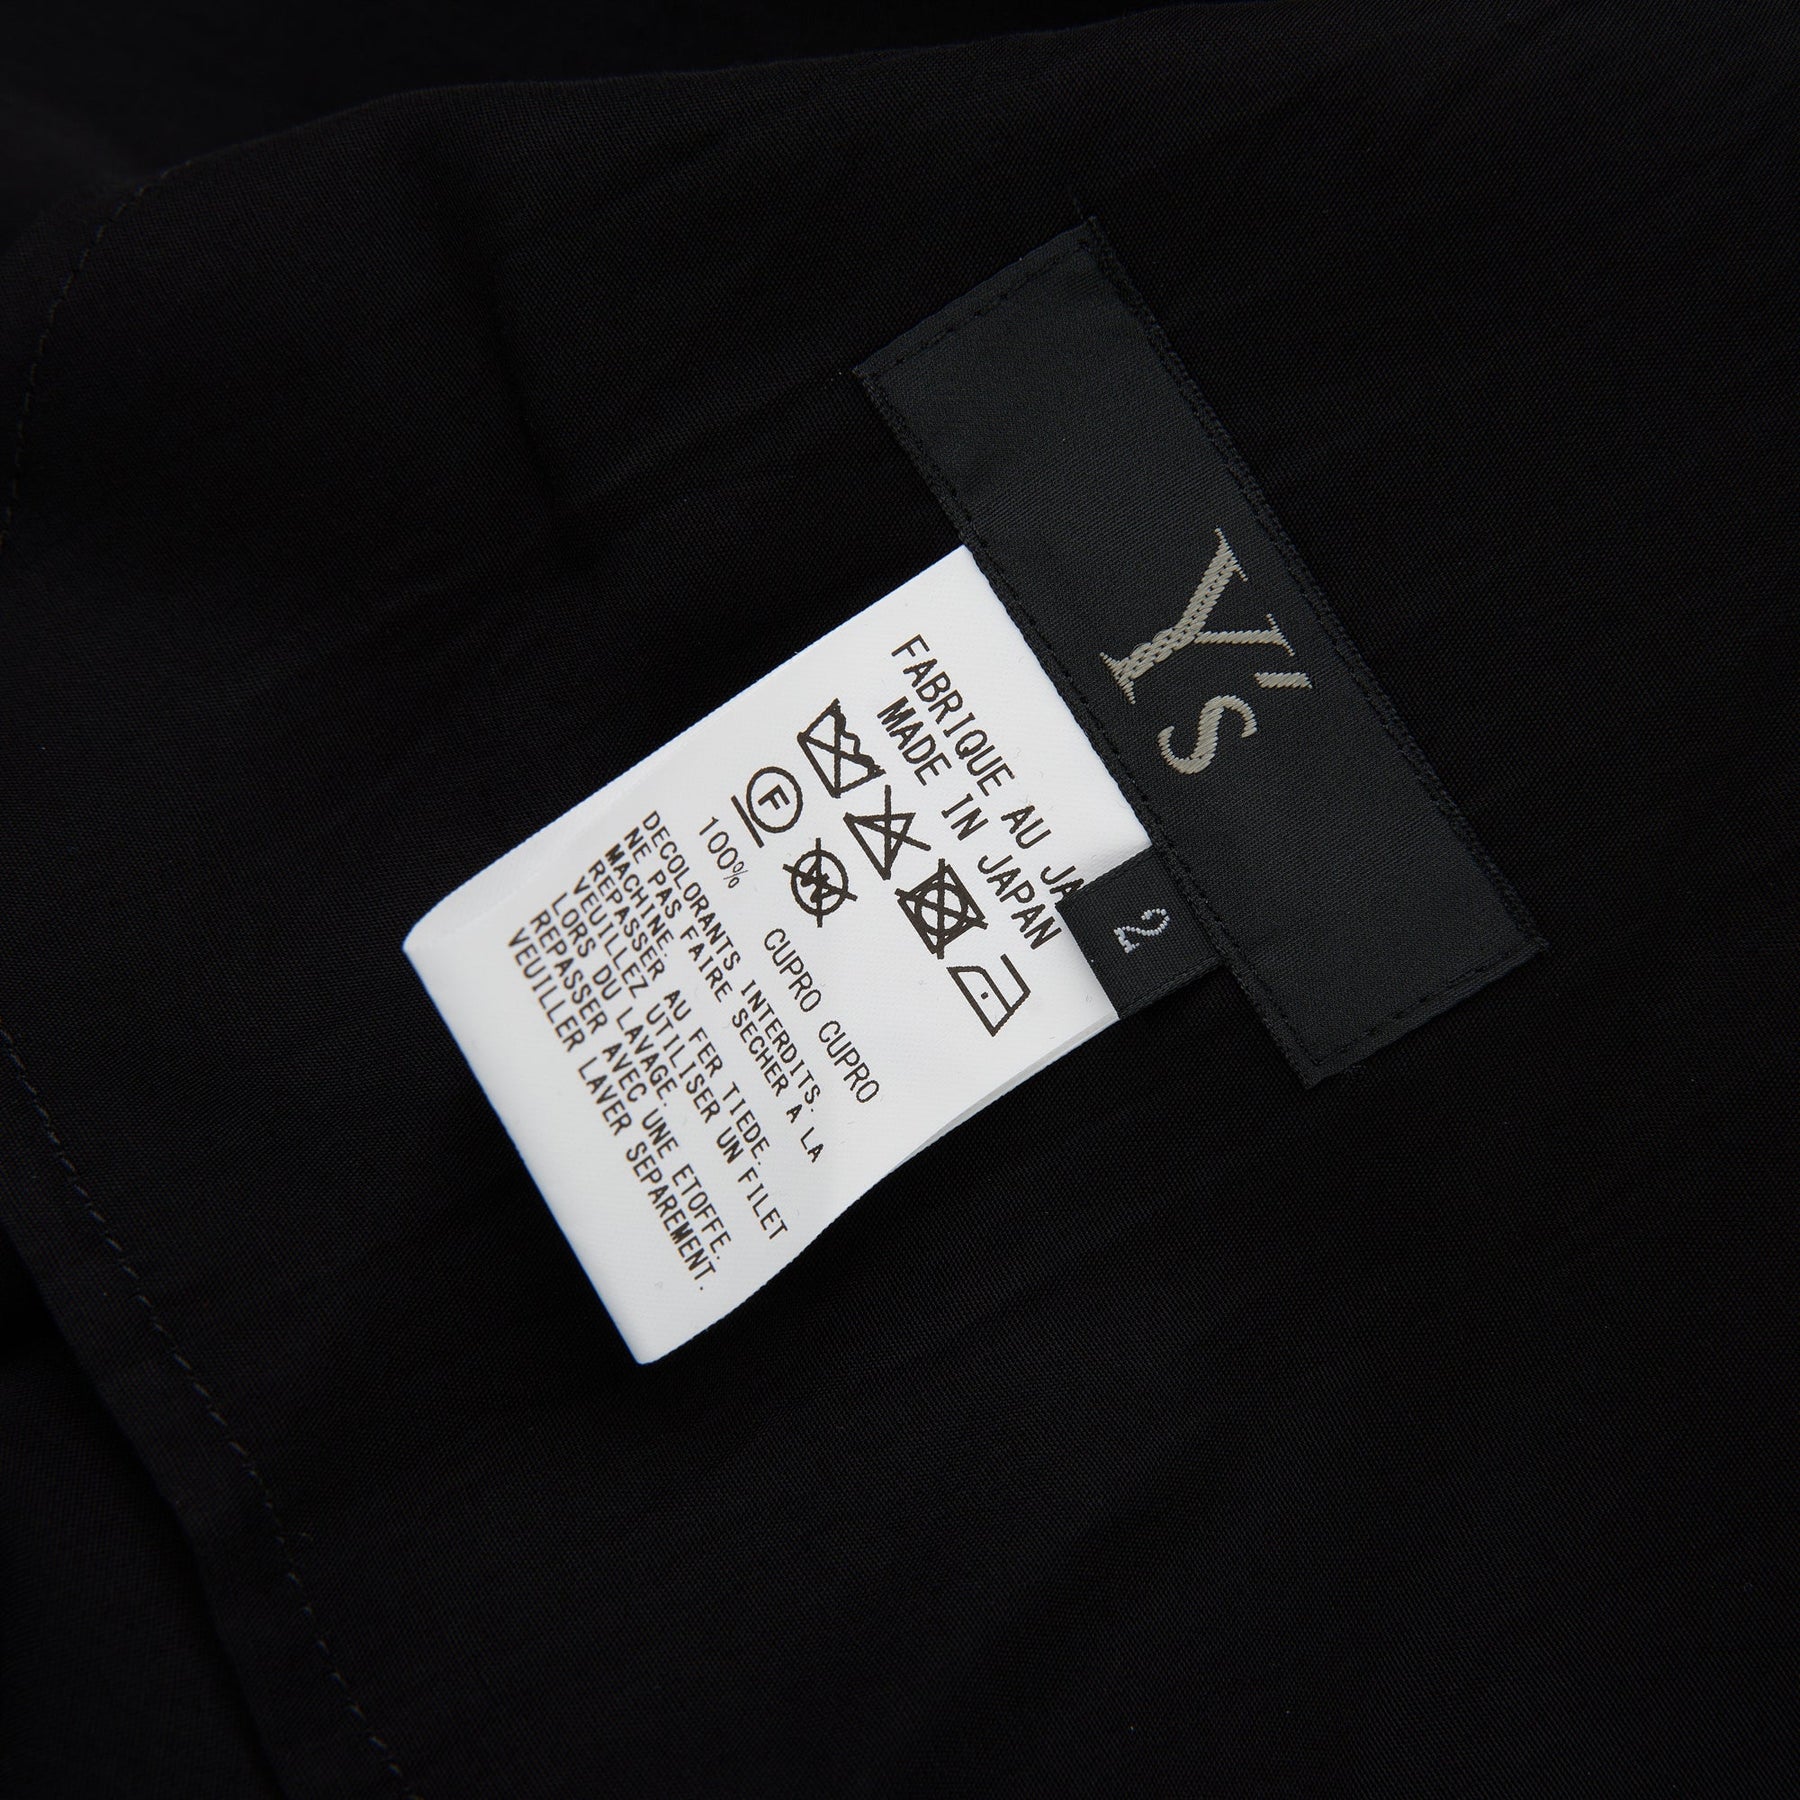 Y's
2
FABRIQUE AU JA
MADE IN JAPAN
F
W
100% CUPRO CUPRO
DECOLORANTS INTERDITS.
NE PAS FAIRE SECHER A LA
MACHINE.
REPASSER AU FER TIEDE.
VEUILLEZ UTILISER UN FILET
LORS DU LAVAGE.
REPASSER AVEC UNE ETOFFE.
VEUILLER LAVER SEPAREMENT.